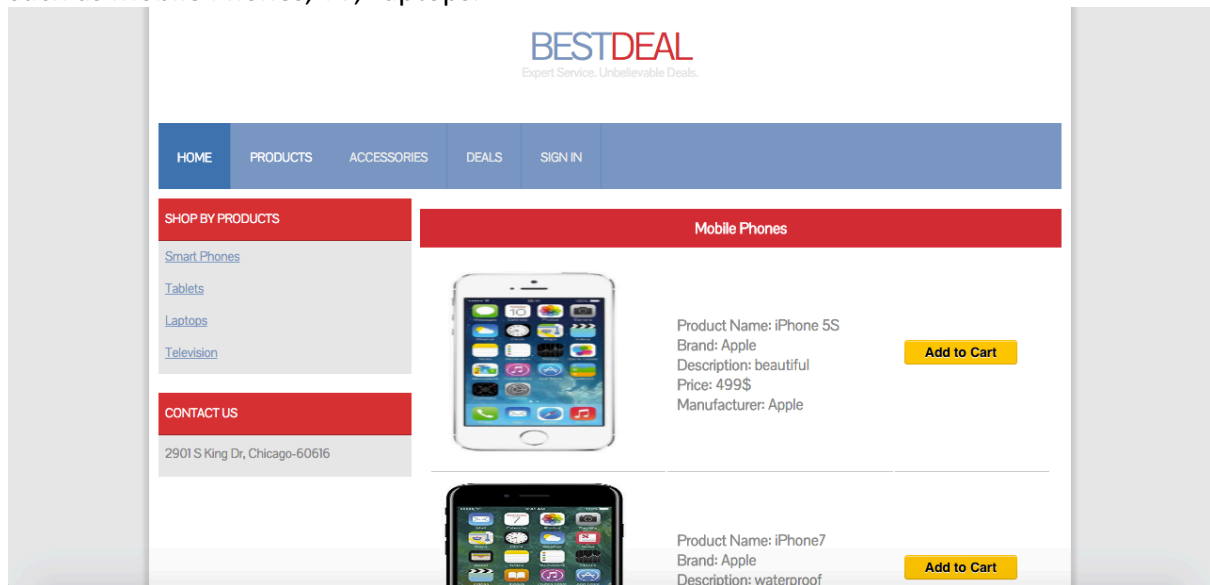 BESTDEAL
Expert Service. Unbelievable Deals.
HOME PRODUCTS ACCESSORIES DEALS SIGN IN
SHOP BY PRODUCTS
Smart Phones
Tablets
Laptops
Television
CONTACT US
2901 S King Dr, Chicago-60616
Mobile Phones
Product Name: iPhone 5S
Brand: Apple
Description: beautiful
Price: 499$
Manufacturer: Apple
Add to Cart
Product Name: iPhone7
Brand: Apple
Description: waterproof
Add to Cart